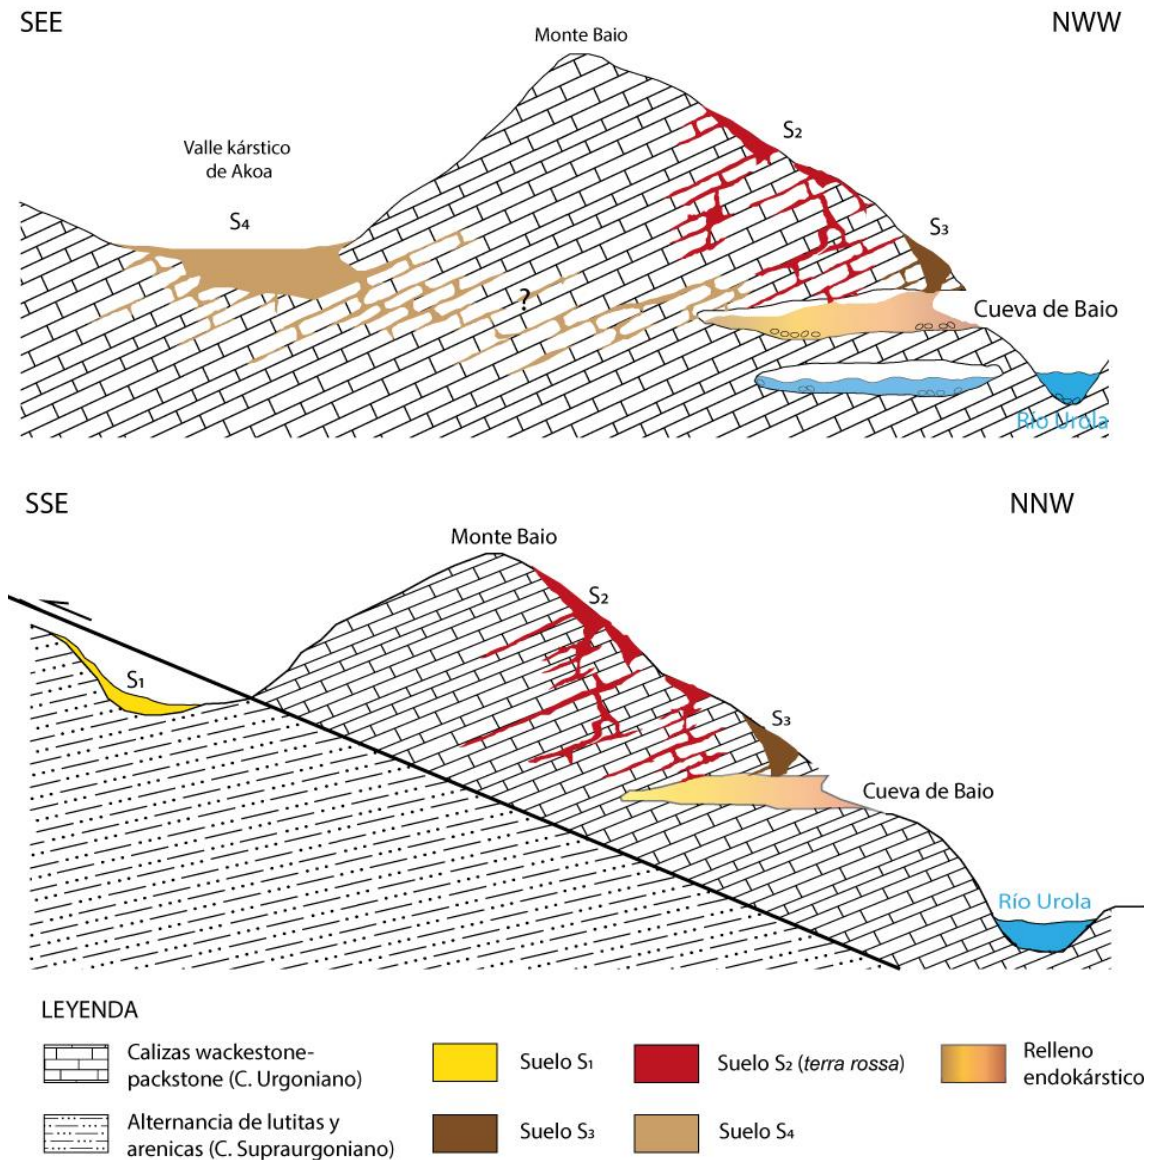 SEE
NWW
Monte Baio
Valle kárstico
de Akoa
S2
S4
S3
?
Cueva de Baio
Río Urola
SSE
NNW
Monte Baio
S2
S1
S3
Cueva de Baio
Río Urola
LEYENDA
Calizas wackestone-
packstone (C. Urgoniano)
Suelo S1
Suelo S2 (terra rossa)
Relleno
endokárstico
Alternancia de lutitas y
arenicas (C. Supraurgoniano)
Suelo S3
Suelo S4